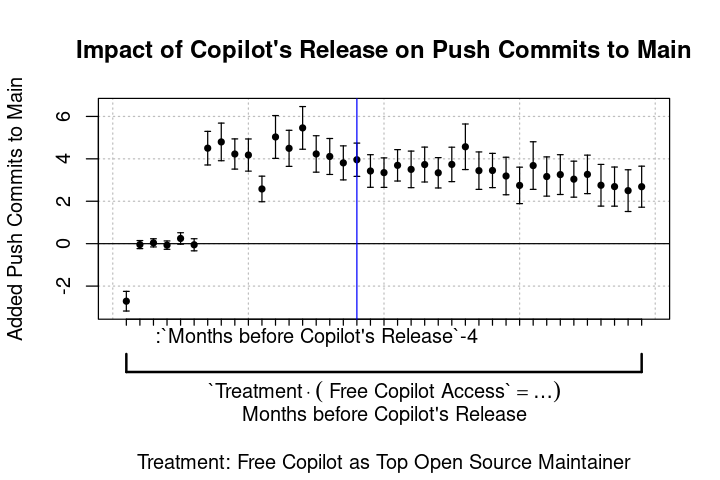 Impact of Copilot's Release on Push Commits to Main
Added Push Commits to Main
6
4
2
0
-2
:`Months before Copilot's Release`-4
`Treatment · ( Free Copilot Access` = ...)
Months before Copilot's Release
Treatment: Free Copilot as Top Open Source Maintainer